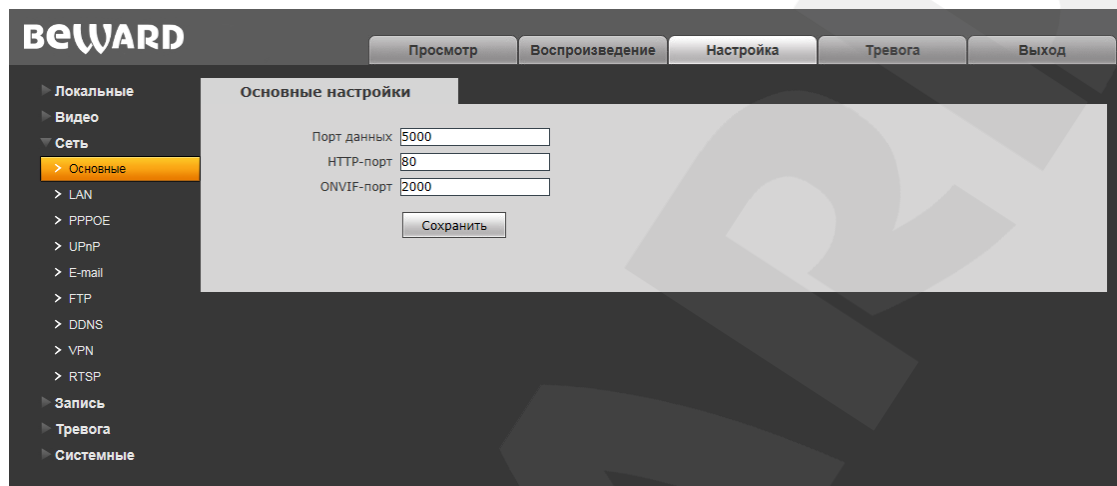 BEWARD
Просмотр Воспроизведение Настройка Тревога Выход
Локальные
Видео
Сеть
Основные
LAN
PPPOE
UPnP
E-mail
FTP
DDNS
VPN
RTSP
Запись
Тревога
Системные
Основные настройки
Порт данных 5000
HTTP-порт 80
ONVIF-порт 2000
Сохранить